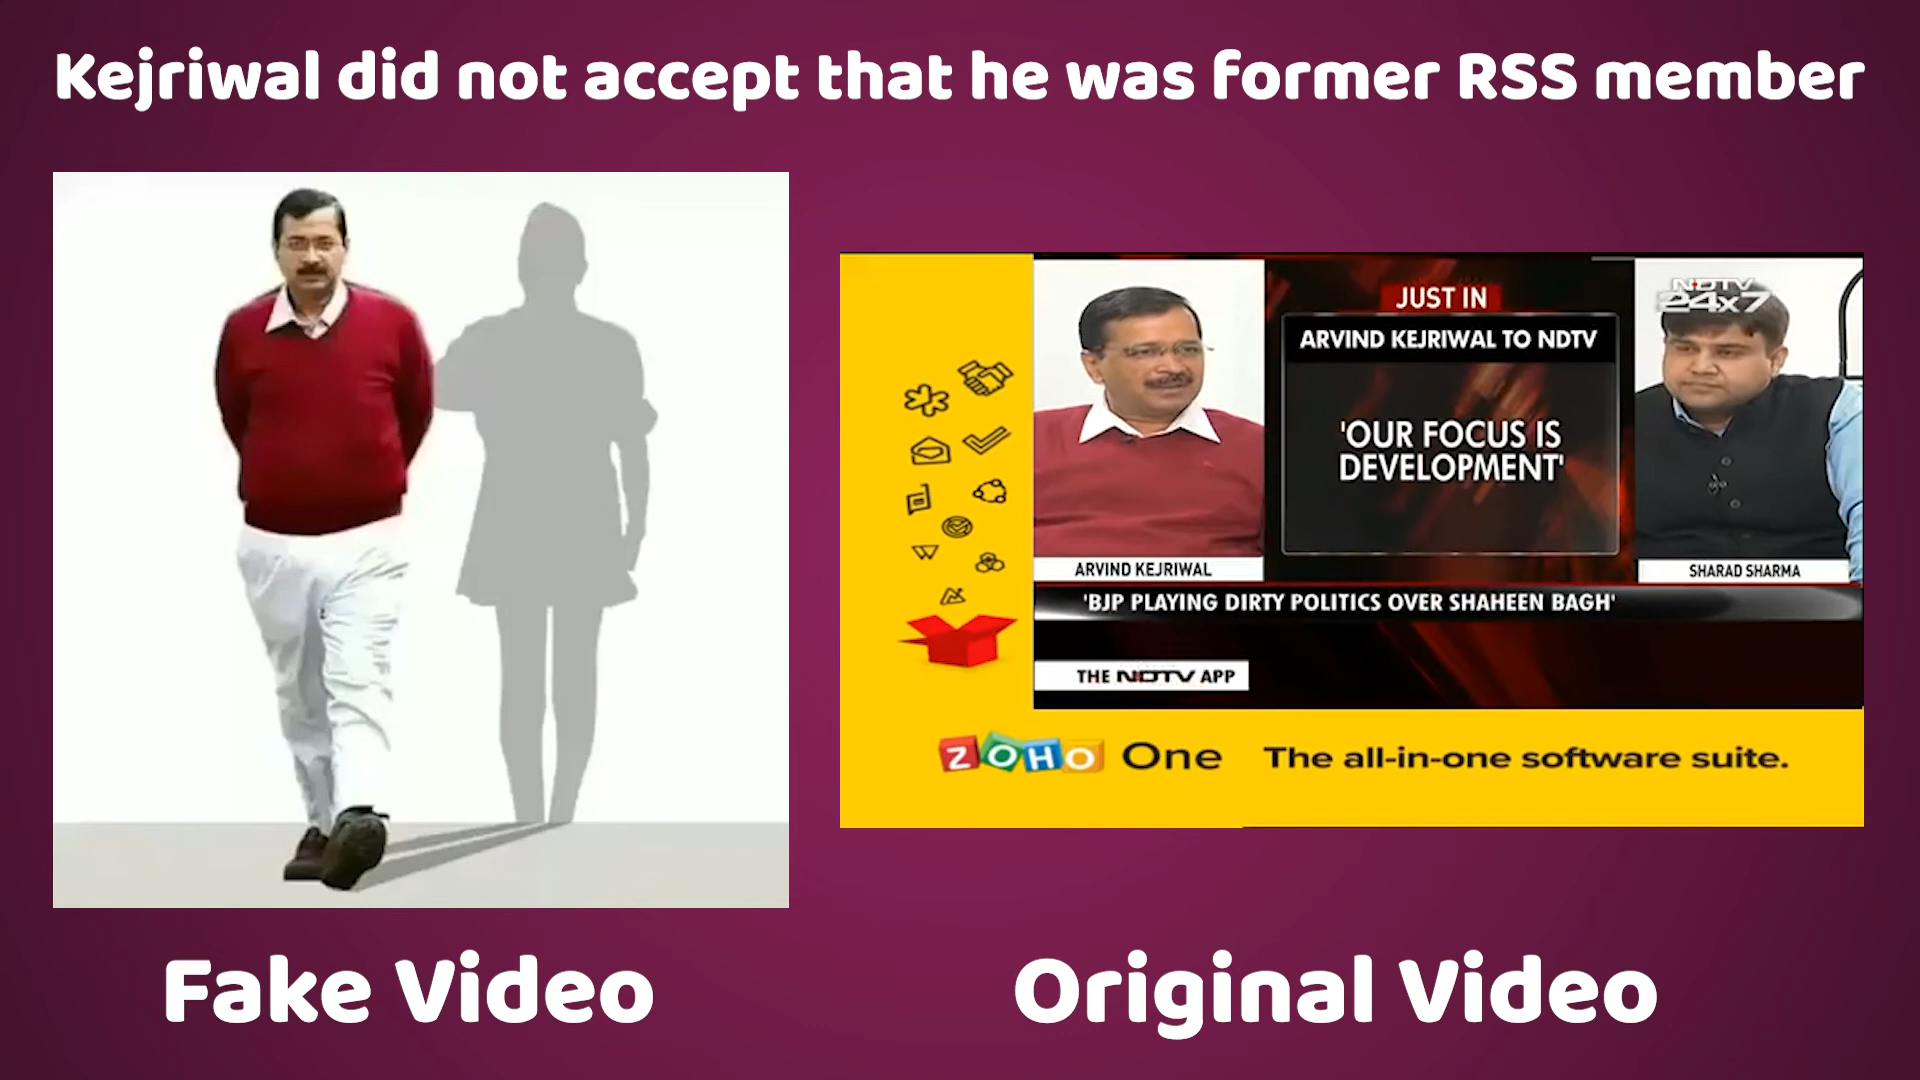 Kejriwal did not accept that he was former RSS member
JUST IN
ARVIND KEJRIWAL TO NDTV
'OUR FOCUS IS
DEVELOPMENT'
NDTV
24x7
ARVIND KEJRIWAL
SHARAD SHARMA
'BJP PLAYING DIRTY POLITICS OVER SHAHEEN BAGH'
THE NDTV APP
ZOHO One The all-in-one software suite.
Fake Video
Original Video